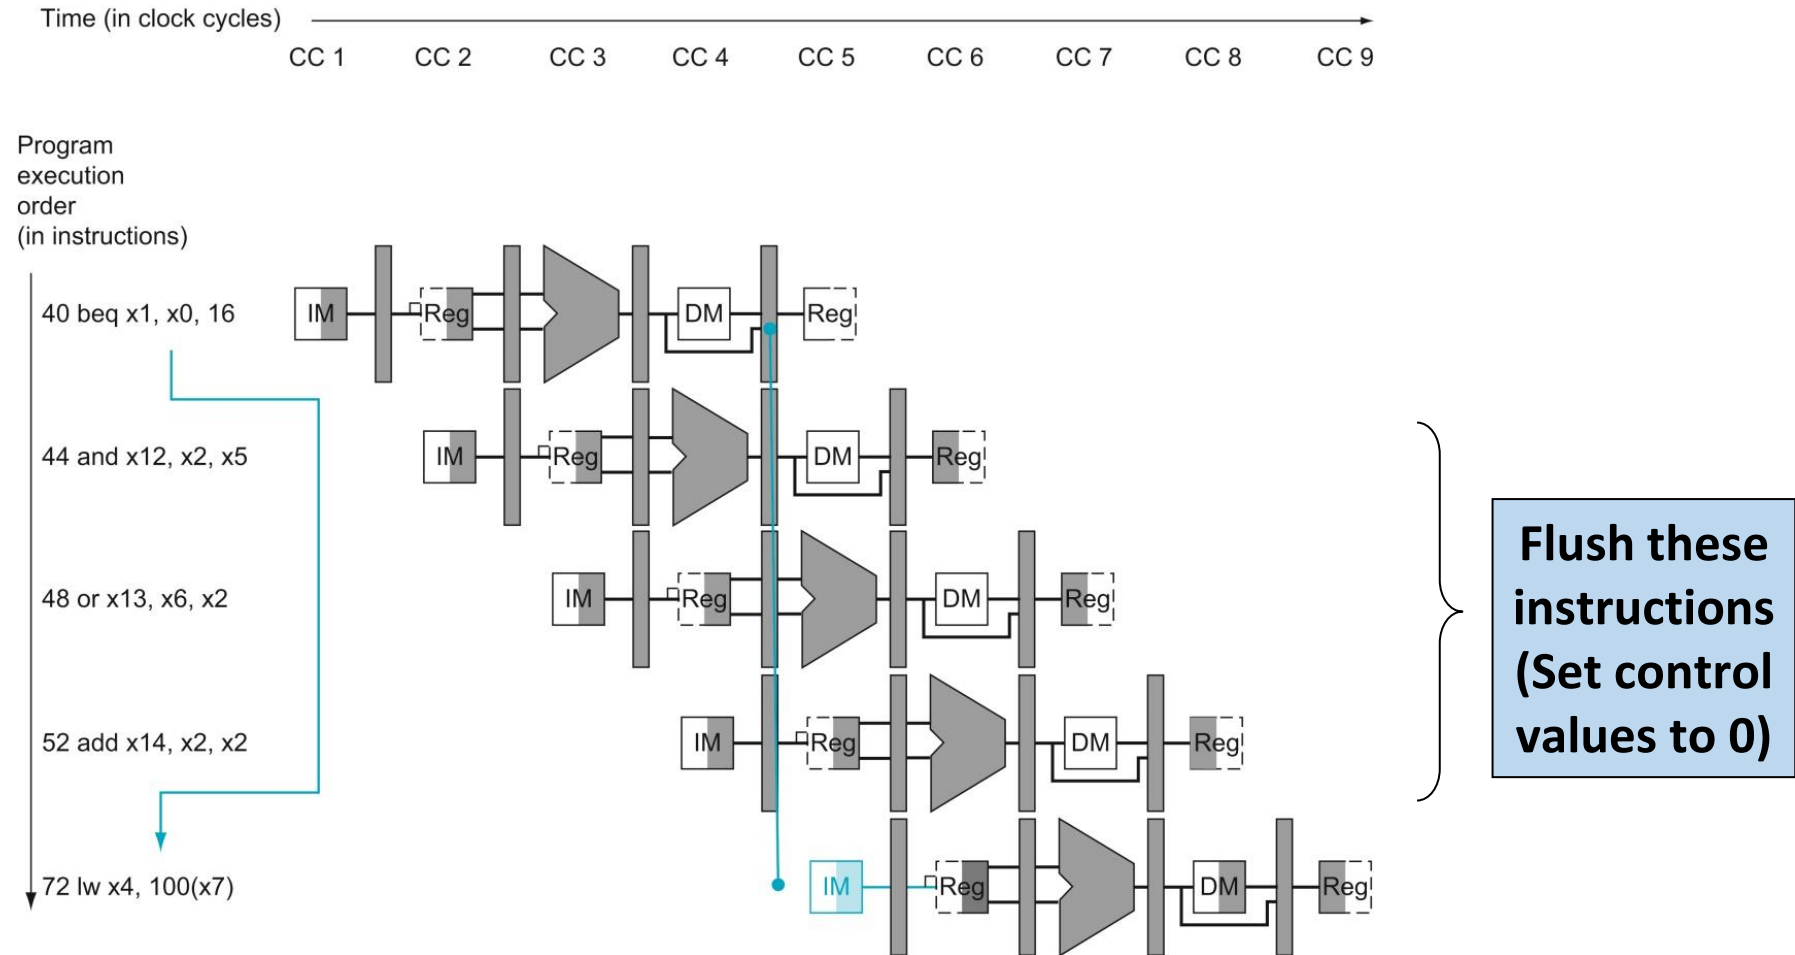 Time (in clock cycles)
CC 1 CC 2 CC 3 CC 4 CC 5 CC 6 CC 7 CC 8 CC 9
Program
execution
order
(in instructions)
40 beq x1, x0, 16 IM Reg DM Reg
44 and x12, x2, x5 IM Reg DM Reg
48 or x13, x6, x2 IM Reg DM Reg
52 add x14, x2, x2 IM Reg DM Reg
72 lw x4, 100(x7) IM Reg DM Reg
Flush these
instructions
(Set control
values to 0)